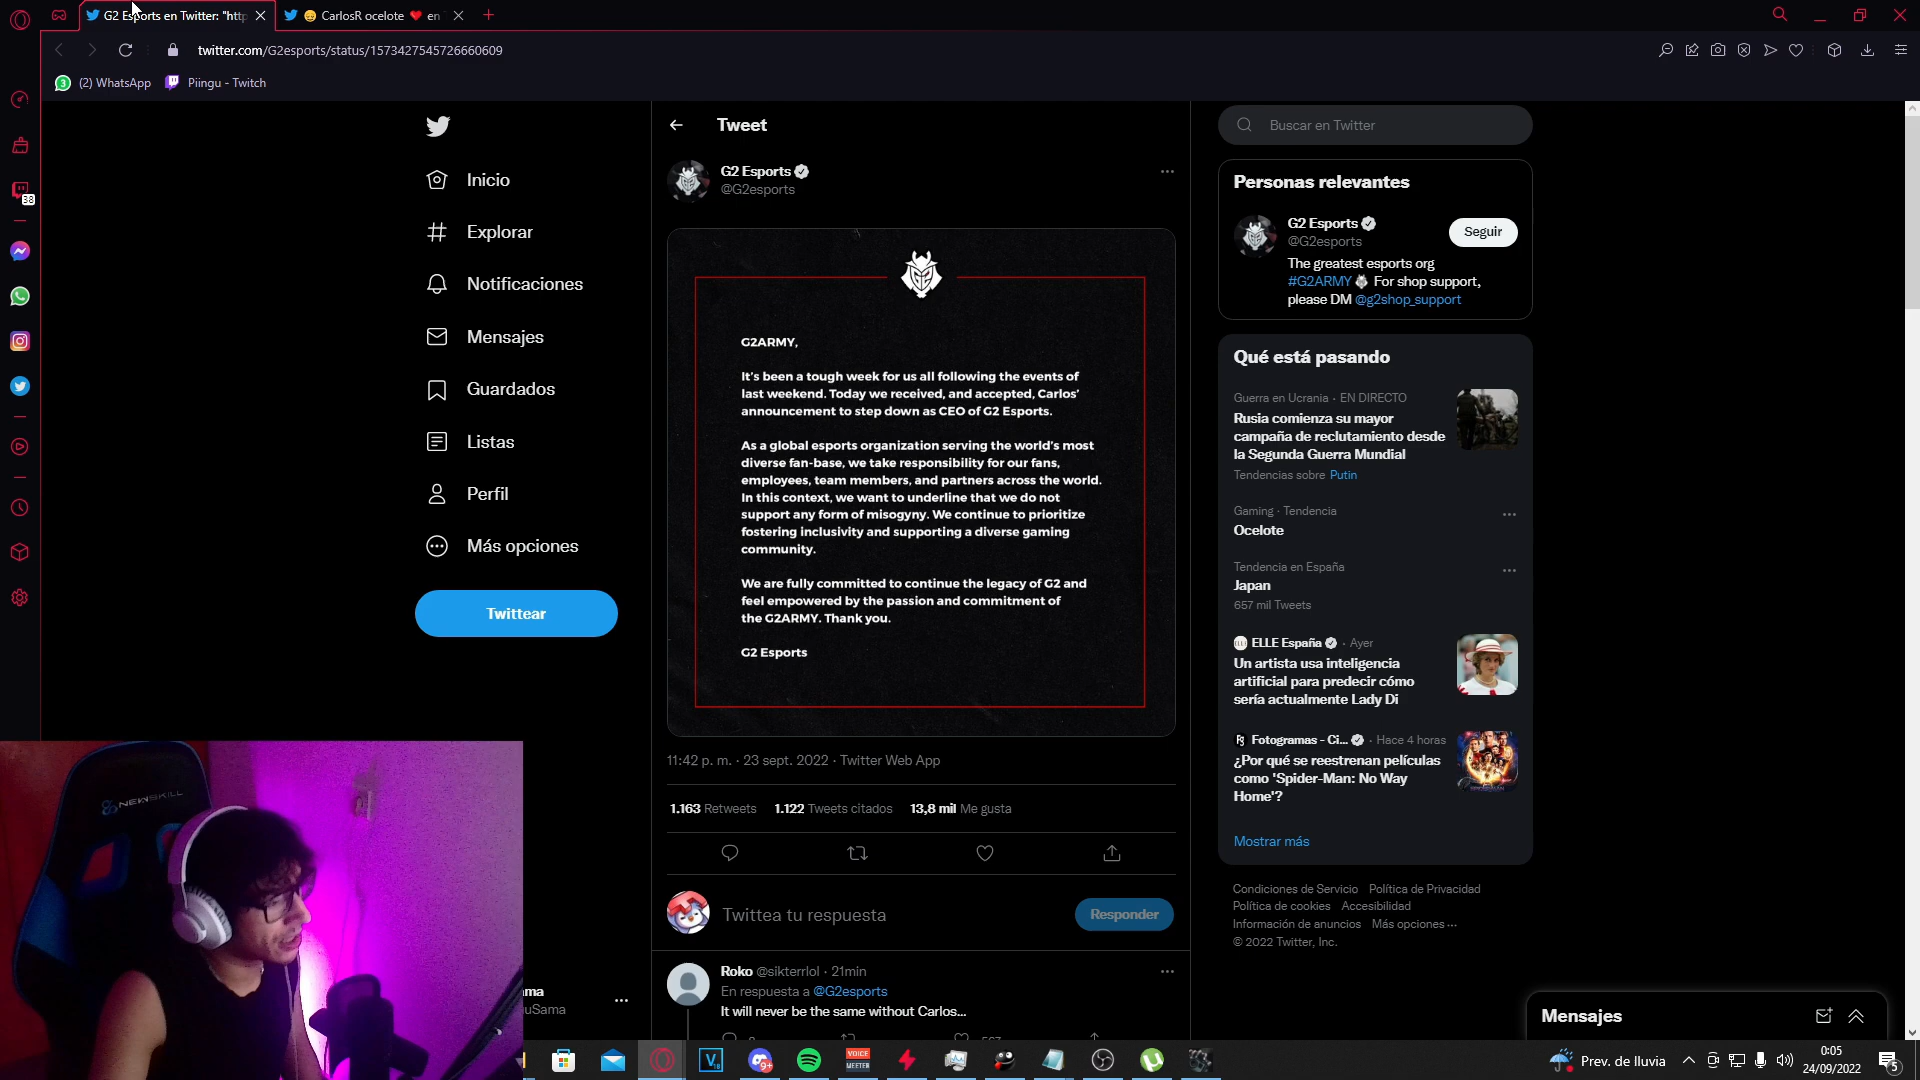 G2 Esports en Twitter: "http
CarlosR ocelote ❤️ en
twitter.com/G2esports/status/1573427545726660609
(2) WhatsApp
Piingu - Twitch
38
Inicio
Explorar
Notificaciones
Mensajes
Guardados
Listas
Perfil
Más opciones
Twittear
Tweet
G2 Esports
@G2esports
G2ARMY,
It's been a tough week for us all following the events of
last weekend. Today we received, and accepted, Carlos'
announcement to step down as CEO of G2 Esports.
As a global esports organization serving the world's most
diverse fan-base, we take responsibility for our fans,
employees, team members, and partners across the world.
In this context, we want to underline that we do not
support any form of misogyny. We continue to prioritize
fostering inclusivity and supporting a diverse gaming
community.
We are fully committed to continue the legacy of G2 and
feel empowered by the passion and commitment of
the G2ARMY. Thank you.
G2 Esports
11:42 p. m. · 23 sept. 2022 · Twitter Web App
1.163 Retweets 1.122 Tweets citados 13,8 mil Me gusta
Twittea tu respuesta
Responder
Roko @sikterrlol · 21min
En respuesta a @G2esports
It will never be the same without Carlos...
Buscar en Twitter
Personas relevantes
G2 Esports
@G2esports
Seguir
The greatest esports org
#G2ARMY For shop support,
please DM @g2shop_support
Qué está pasando
Guerra en Ucrania · EN DIRECTO
Rusia comienza su mayor
campaña de reclutamiento desde
la Segunda Guerra Mundial
Tendencias sobre Putin
Gaming · Tendencia
Ocelote
Tendencia en España
Japan
657 mil Tweets
ELLE España · Ayer
Un artista usa inteligencia
artificial para predecir cómo
sería actualmente Lady Di
Fotogramas - Ci... · Hace 4 horas
¿Por qué se reestrenan películas
como 'Spider-Man: No Way
Home'?
Mostrar más
Condiciones de Servicio Política de Privacidad
Política de cookies Accesibilidad
Información de anuncios Más opciones ···
© 2022 Twitter, Inc.
Mensajes
NEWSKILL
ma
uSama
VOICE
MEETER
Prev. de lluvia
0:05
24/09/2022
5